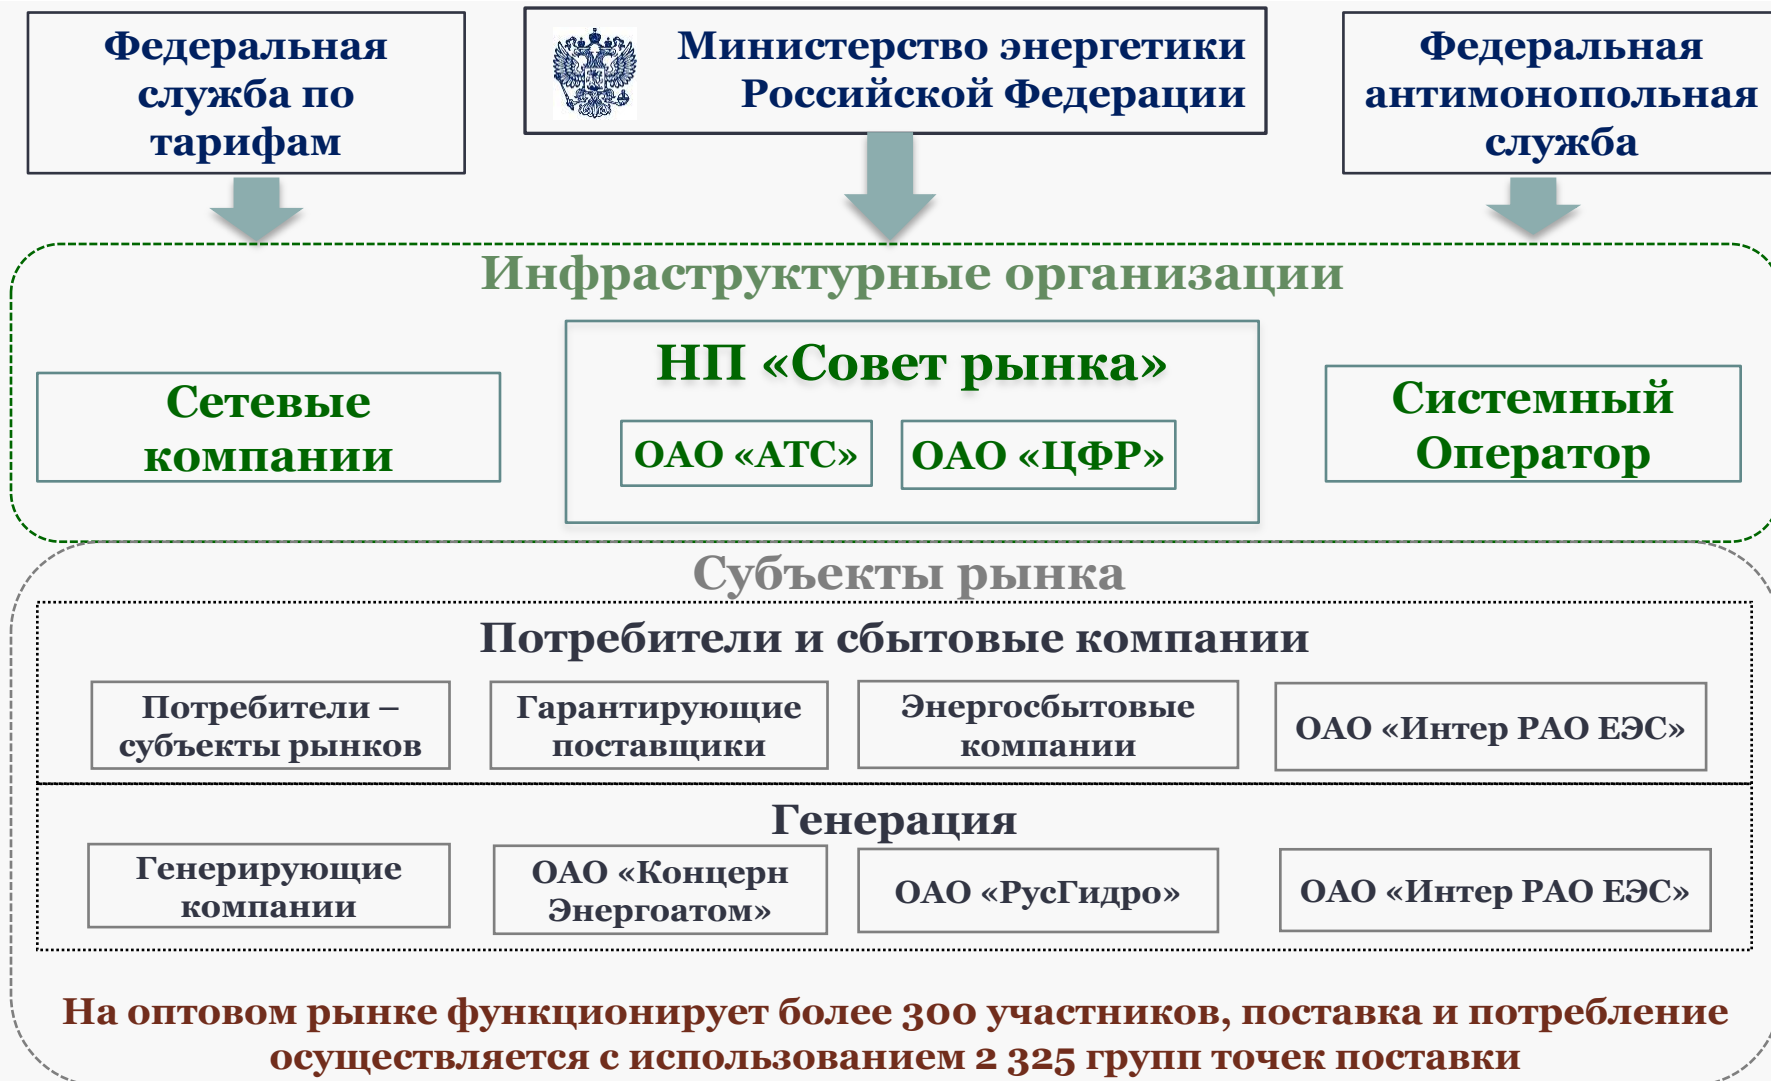 Федеральная
служба по
тарифам
Министерство энергетики
Российской Федерации
Федеральная
антимонопольная
служба
Инфраструктурные организации
Сетевые
компании
НП «Совет рынка»
ОАО «АТС»
ОАО «ЦФР»
Системный
Оператор
Субъекты рынка
Потребители и сбытовые компании
Потребители –
субъекты рынков
Гарантирующие
поставщики
Энергосбытовые
компании
ОАО «Интер РАО ЕЭС»
Генерация
Генерирующие
компании
ОАО «Концерн
Энергоатом»
ОАО «РусГидро»
ОАО «Интер РАО ЕЭС»
На оптовом рынке функционирует более 300 участников, поставка и потребление
осуществляется с использованием 2 325 групп точек поставки